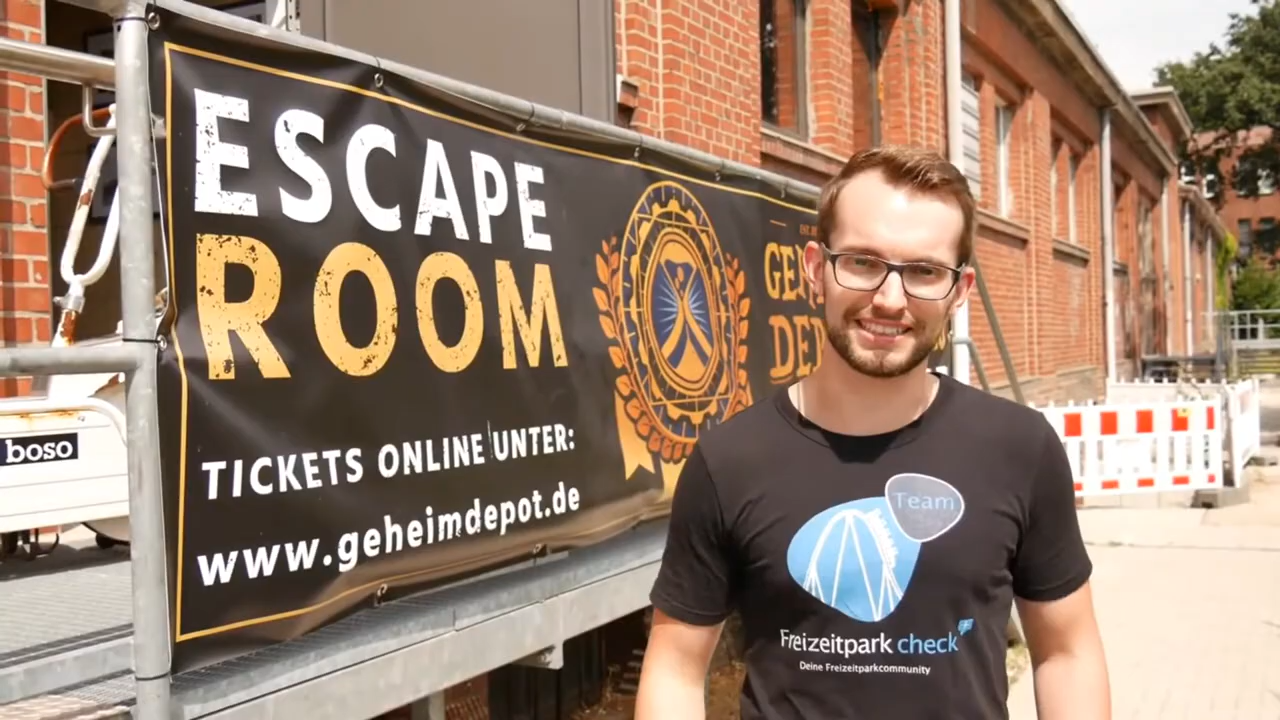 ESCAPE
ROOM
TICKETS ONLINE UNTER:
www.geheimdepot.de
boso
Team
Freizeitpark check
Deine Freizeitparkcommunity